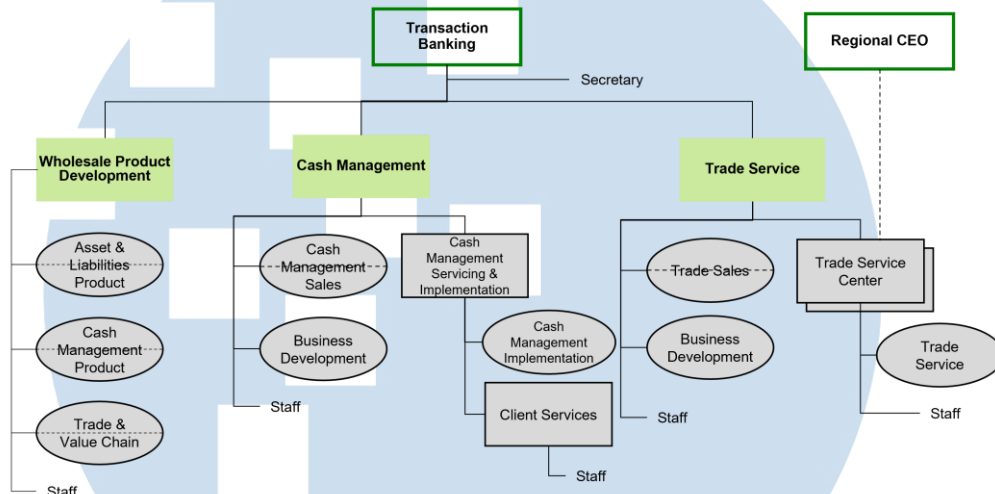 Transaction
Banking
Regional CEO
Secretary
Wholesale Product
Development
Cash Management
Trade Service
Asset &
Liabilities
Product
Cash
Management
Sales
Cash
Management
Servicing &
Implementation
Trade Sales
Trade Service
Center
Cash
Management
Product
Business
Development
Cash
Management
Implementation
Business
Development
Trade
Service
Trade &
Value Chain
Staff
Client Services
Staff
Staff
Staff
Staff